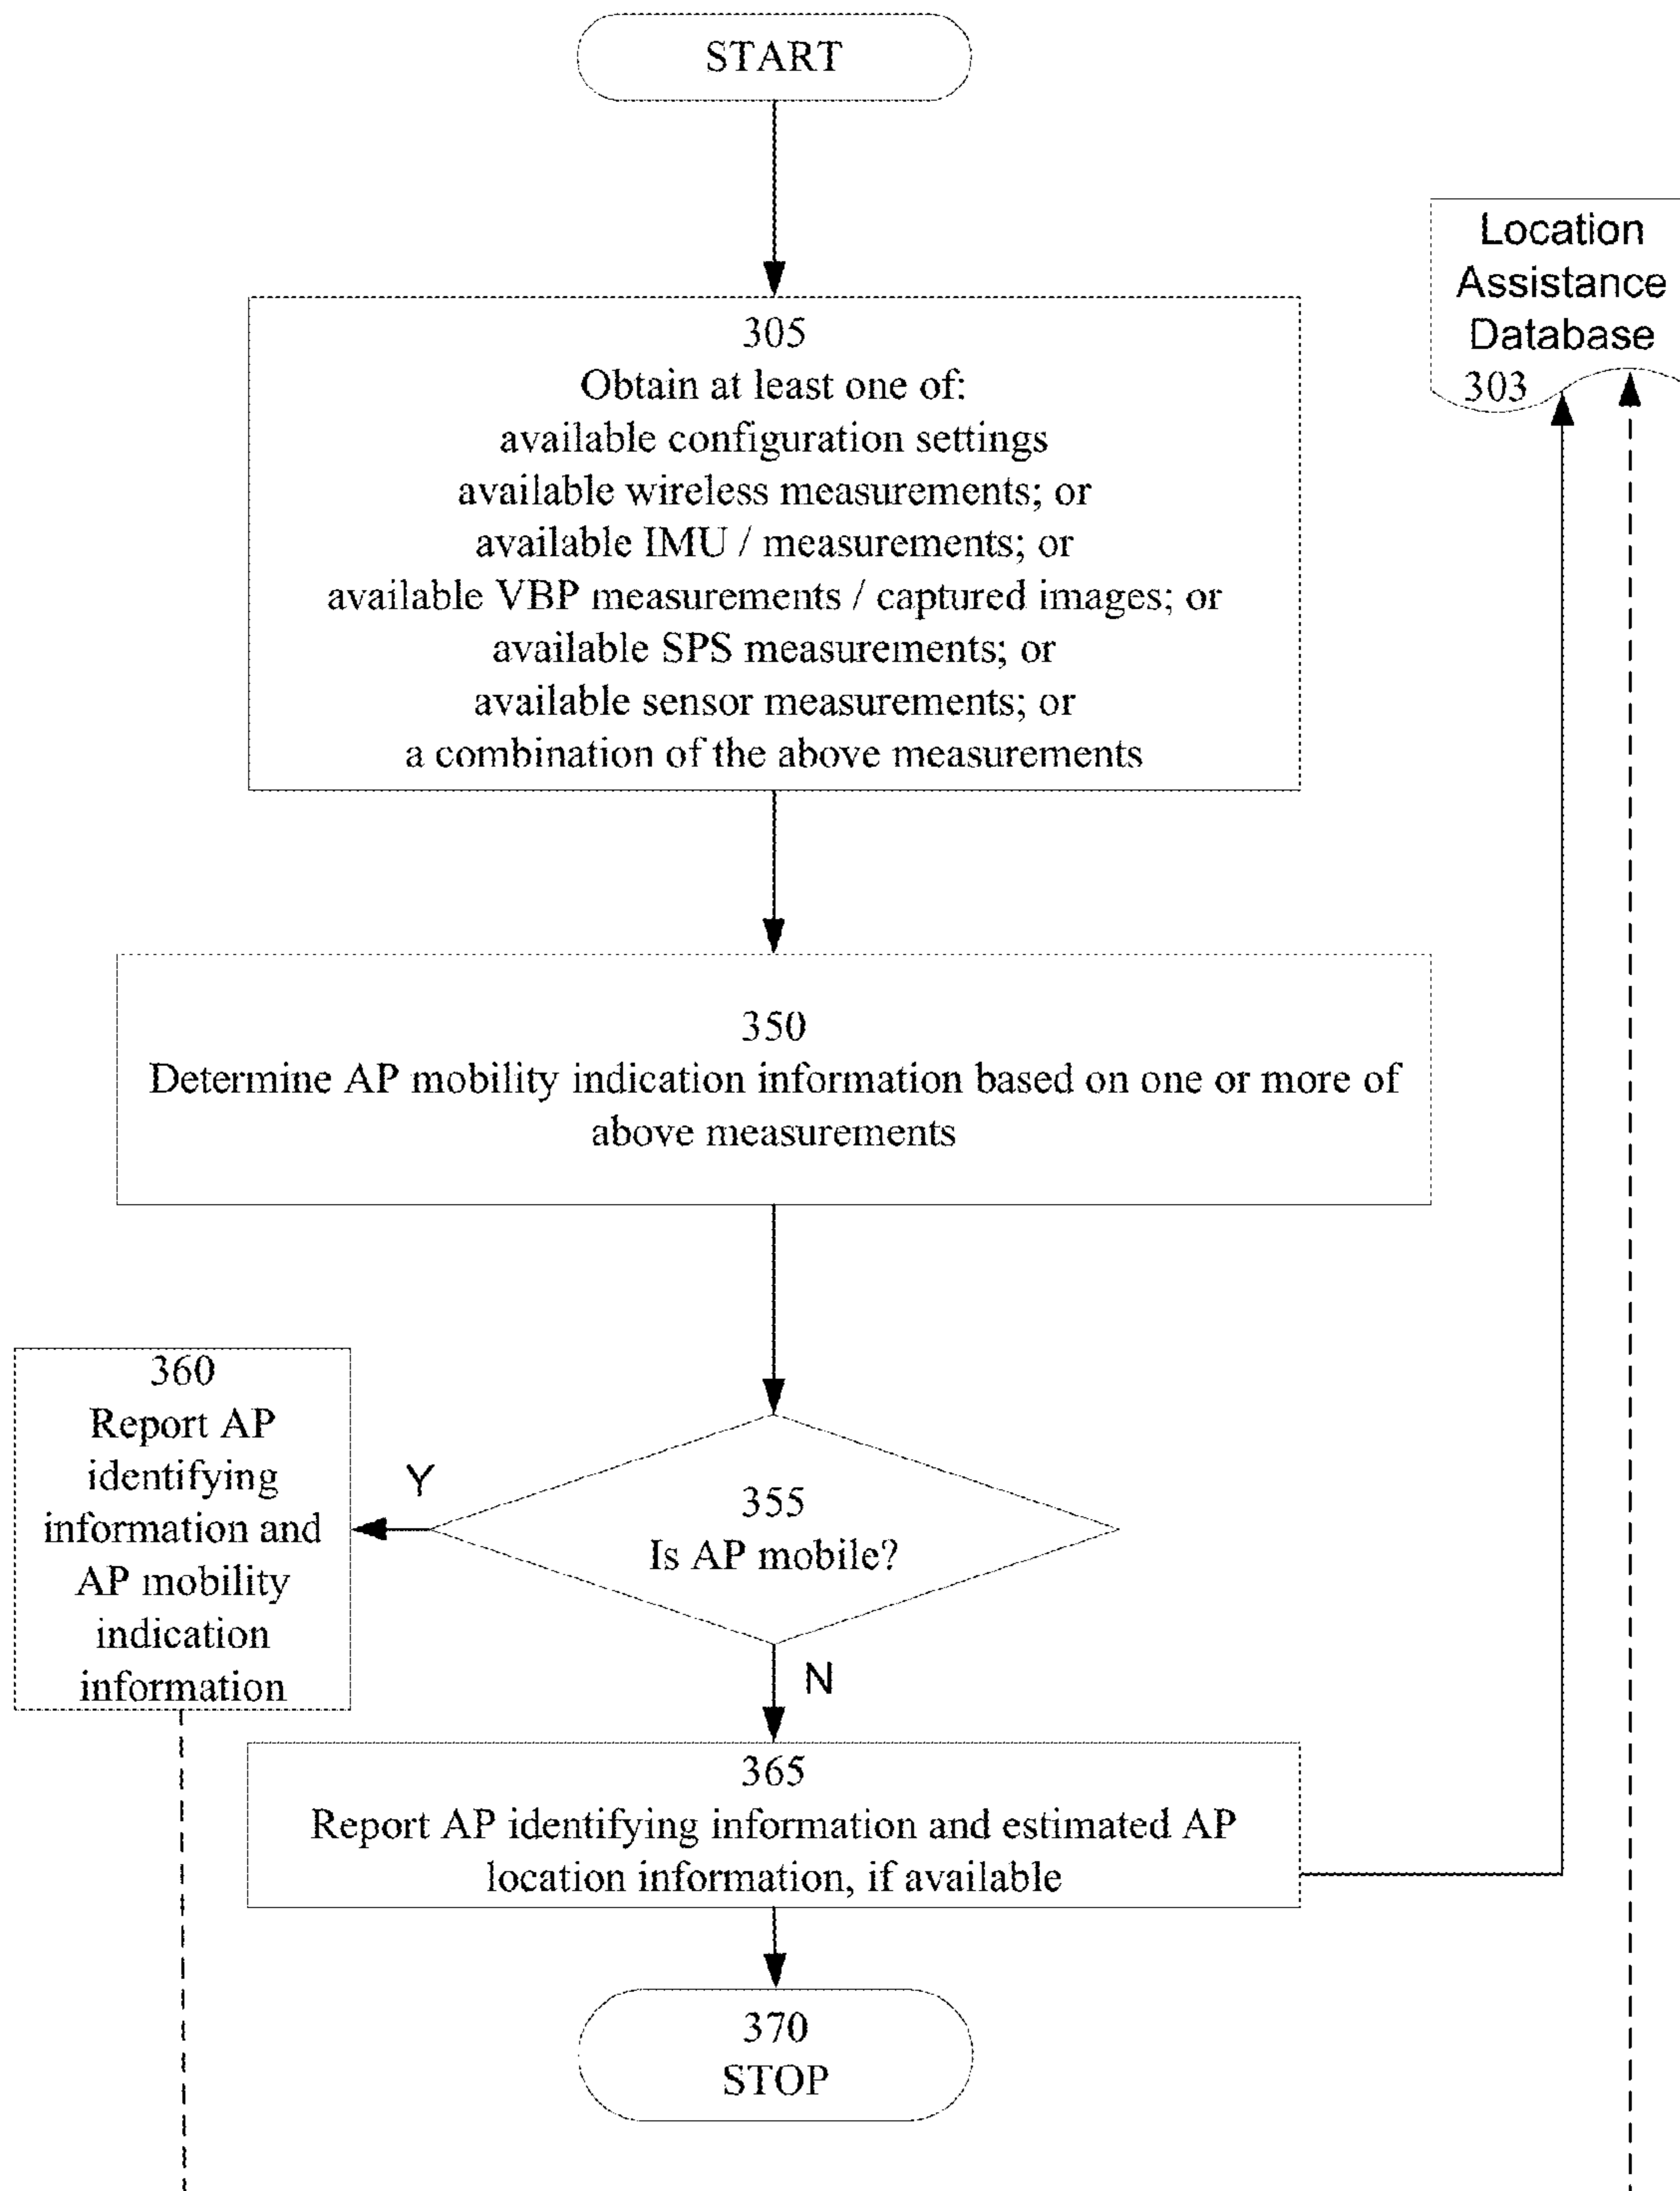 START
Location
Assistance
Database
303
305
Obtain at least one of:
available configuration settings
available wireless measurements; or
available IMU / measurements; or
available VBP measurements / captured images; or
available SPS measurements; or
available sensor measurements; or
a combination of the above measurements
350
Determine AP mobility indication information based on one or more of
above measurements
360
Report AP
identifying
information and
AP mobility
indication
information
Y
355
Is AP mobile?
N
365
Report AP identifying information and estimated AP
location information, if available
370
STOP